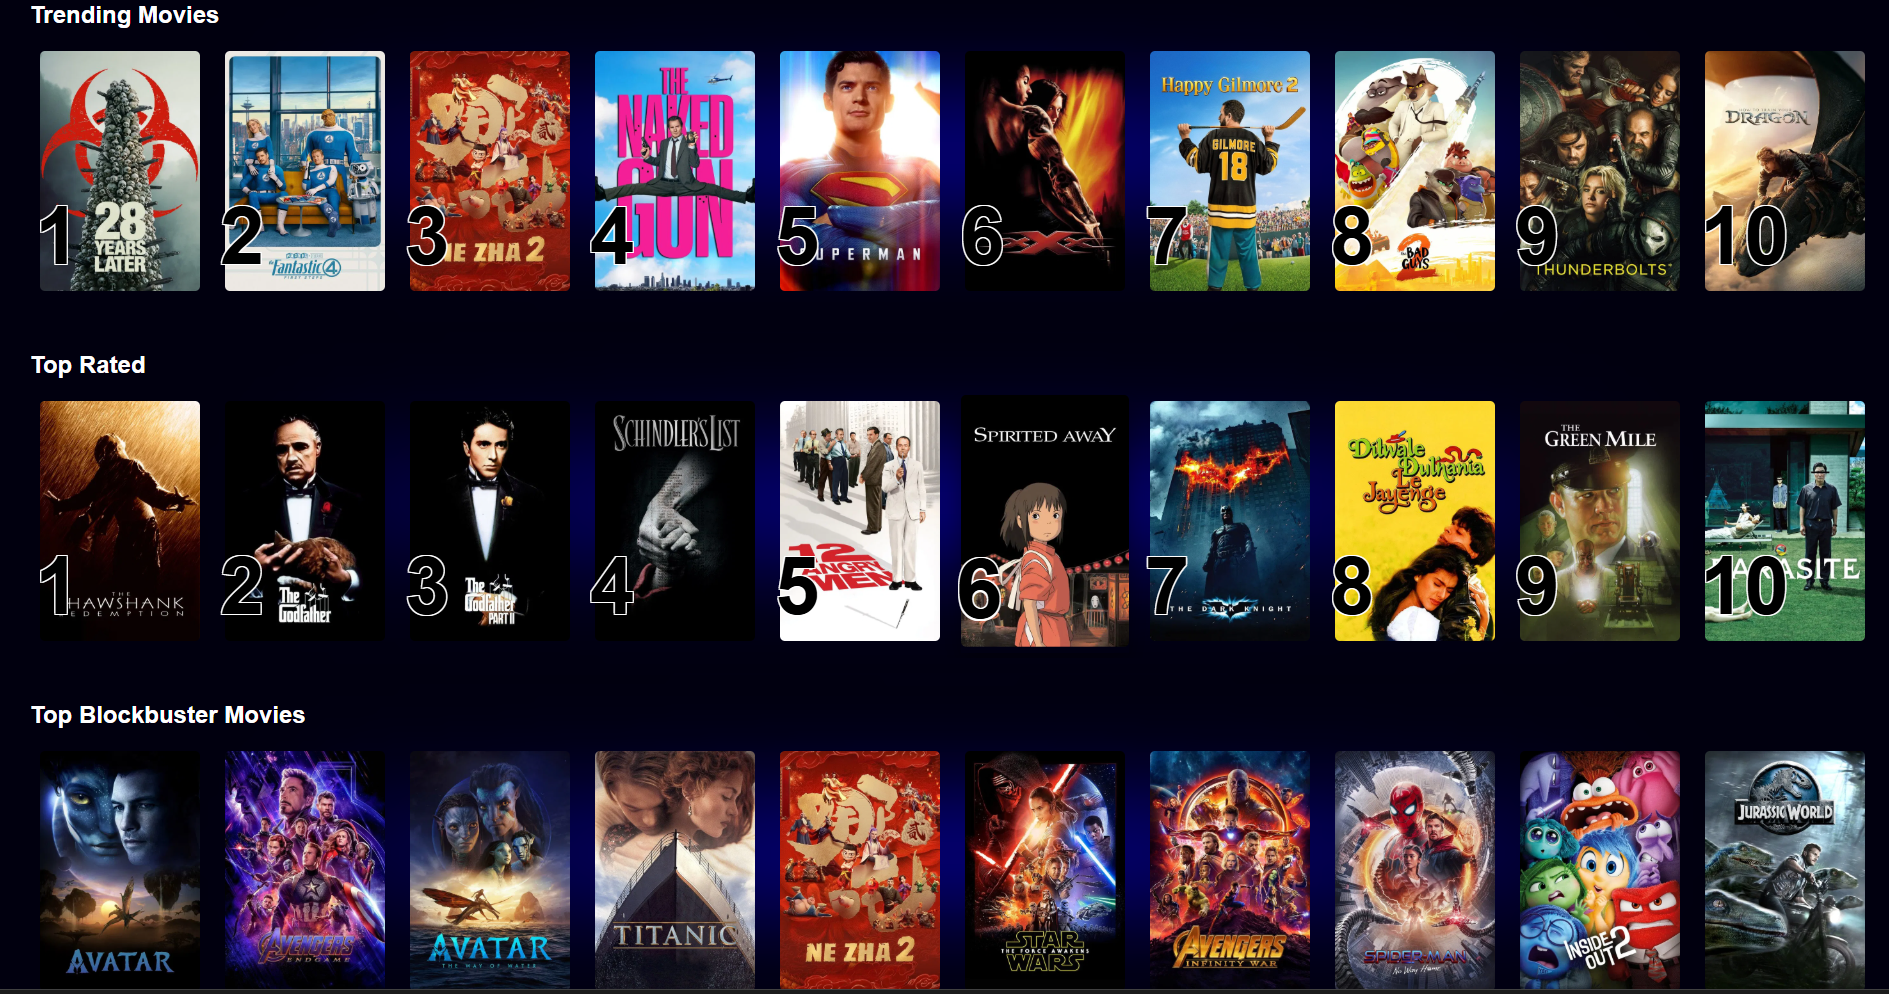 Trending Movies
1
28
YEARS
LATER
2
Fantastic 4
FIRST STEPS
3
NE ZHA 2
4
THE
NAKED
GUN
5
SUPERMAN
6
xXx
7
Happy Gilmore 2
GILMORE
18
8
THE
BAD
GUYS
2
9
THUNDERBOLTS*
10
HOW TO TRAIN YOUR
DRAGON
Top Rated
1
THE
SHAWSHANK
REDEMPTION
2
The
Godfather
3
The
Godfather
PART II
4
SCHINDLER'S LIST
5
12
ANGRY
MEN
6
SPIRITED AWAY
7
THE DARK KNIGHT
8
Dilwale
Dulhania
Le
Jayenge
9
THE
GREEN MILE
10
PARASITE
Top Blockbuster Movies
AVATAR
AVENGERS
ENDGAME
AVATAR
THE WAY OF WATER
TITANIC
NE ZHA 2
STAR
THE FORCE AWAKENS
WARS
AVENGERS
INFINITY WAR
SPIDER-MAN
No Way Home
INSIDE
OUT 2
JURASSIC WORLD